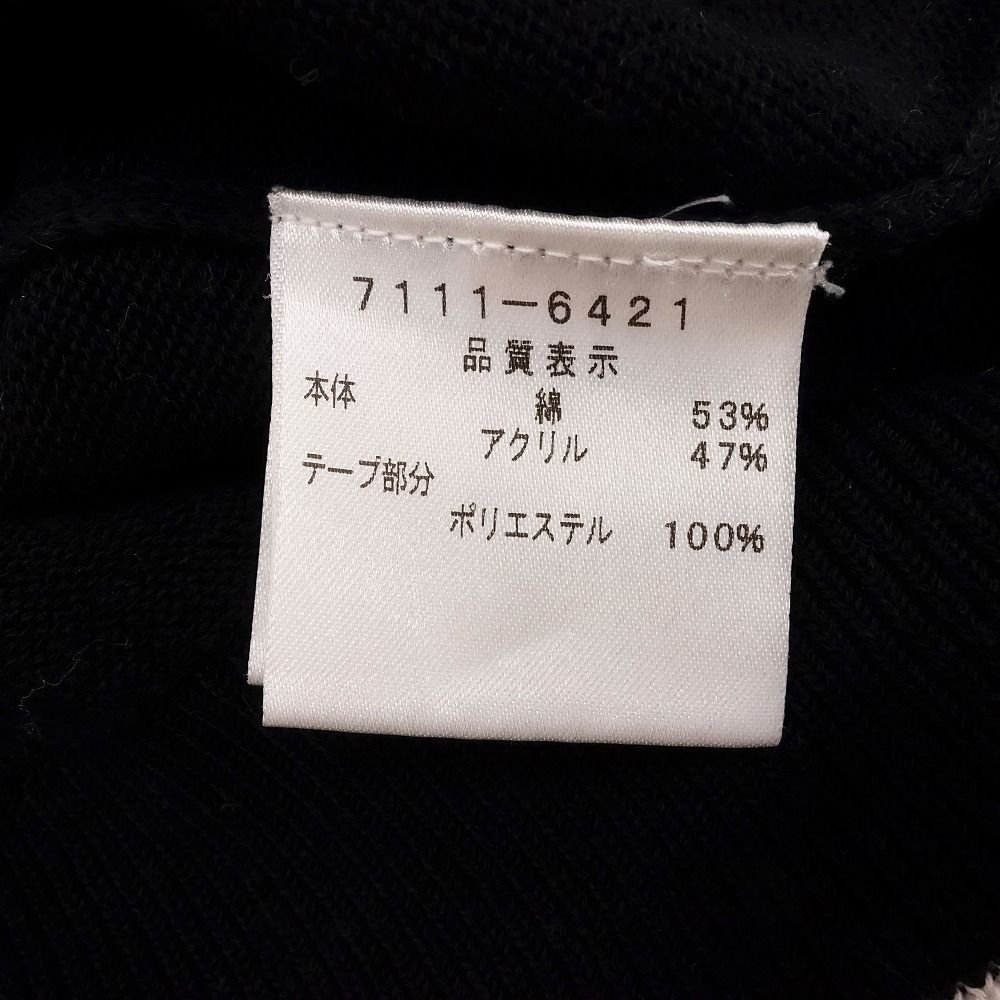 7111-6421
品質表示
本体
綿 53%
アクリル 47%
テープ部分
ポリエステル 100%